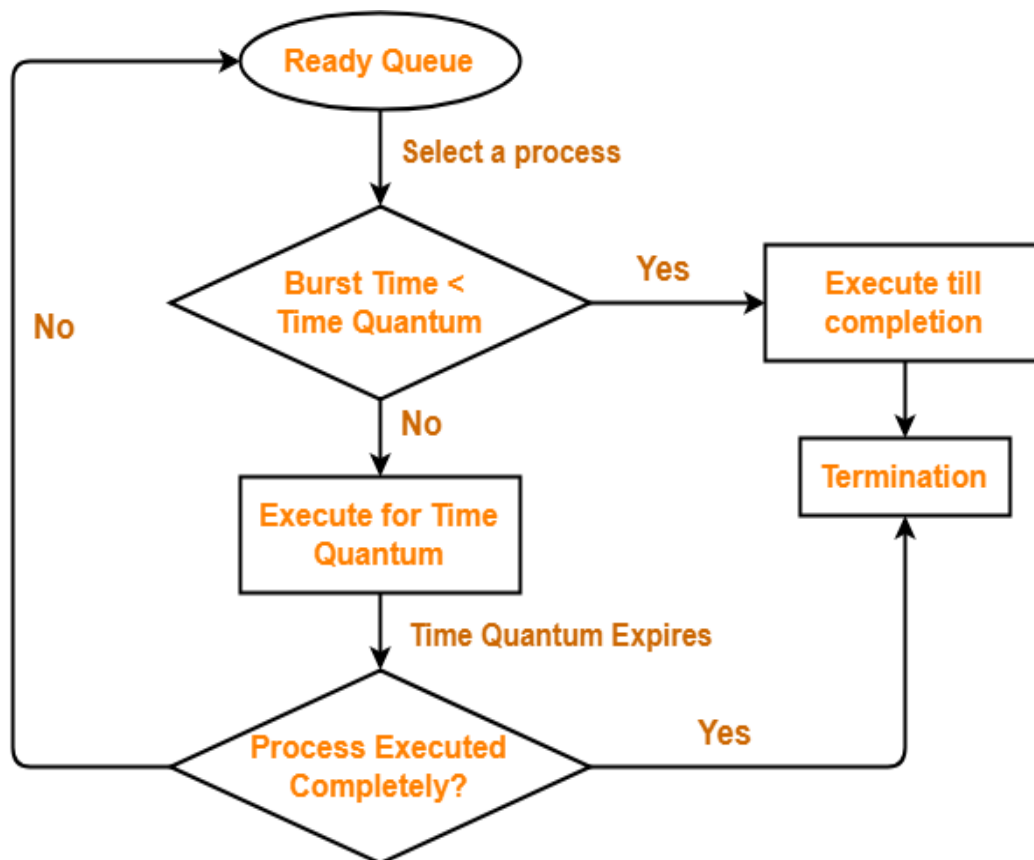 Ready Queue
Select a process
Burst Time <
Time Quantum
Yes
Execute till
completion
No
No
Termination
Execute for Time
Quantum
Time Quantum Expires
Process Executed
Completely?
Yes